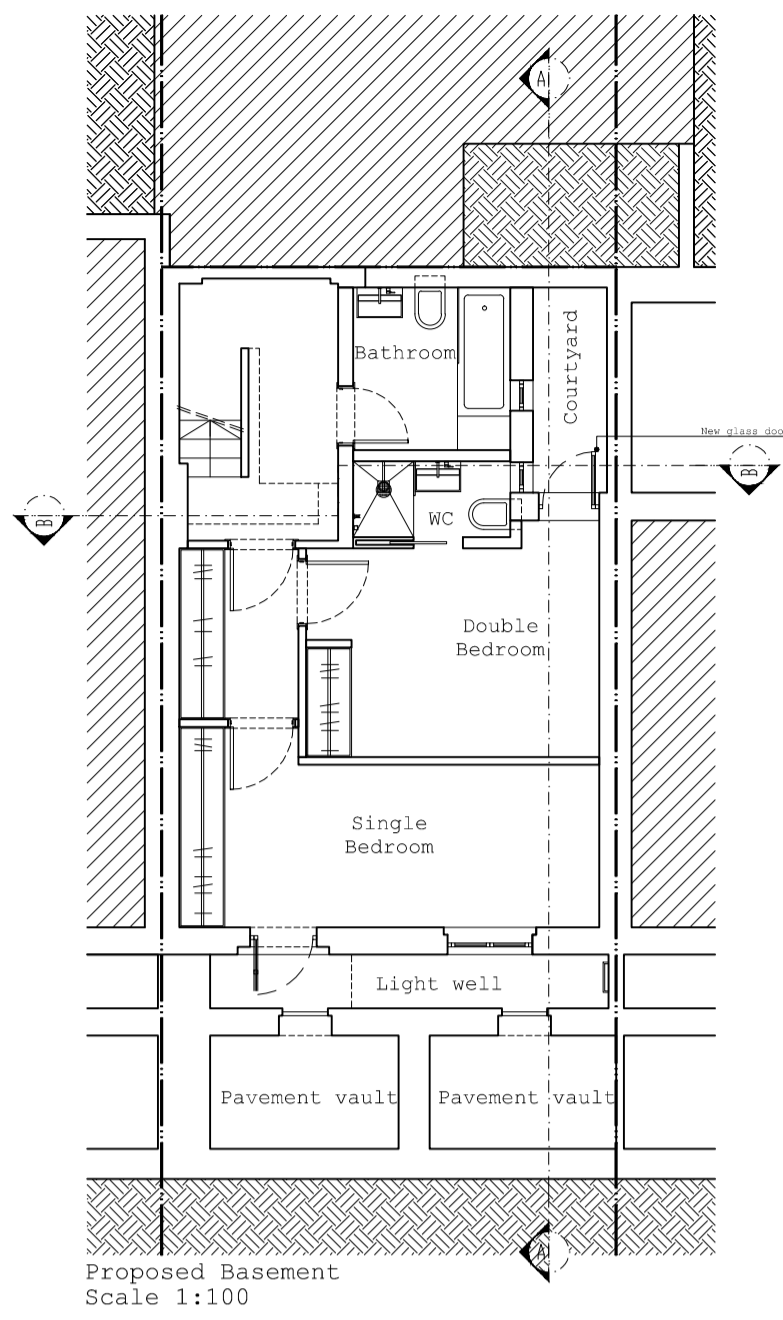 A
Bathroom
Courtyard
New glass doo
B
B
WC
Double
Bedroom
Single
Bedroom
Light well
Pavement vault
Pavement vault
A
Proposed Basement
Scale 1:100